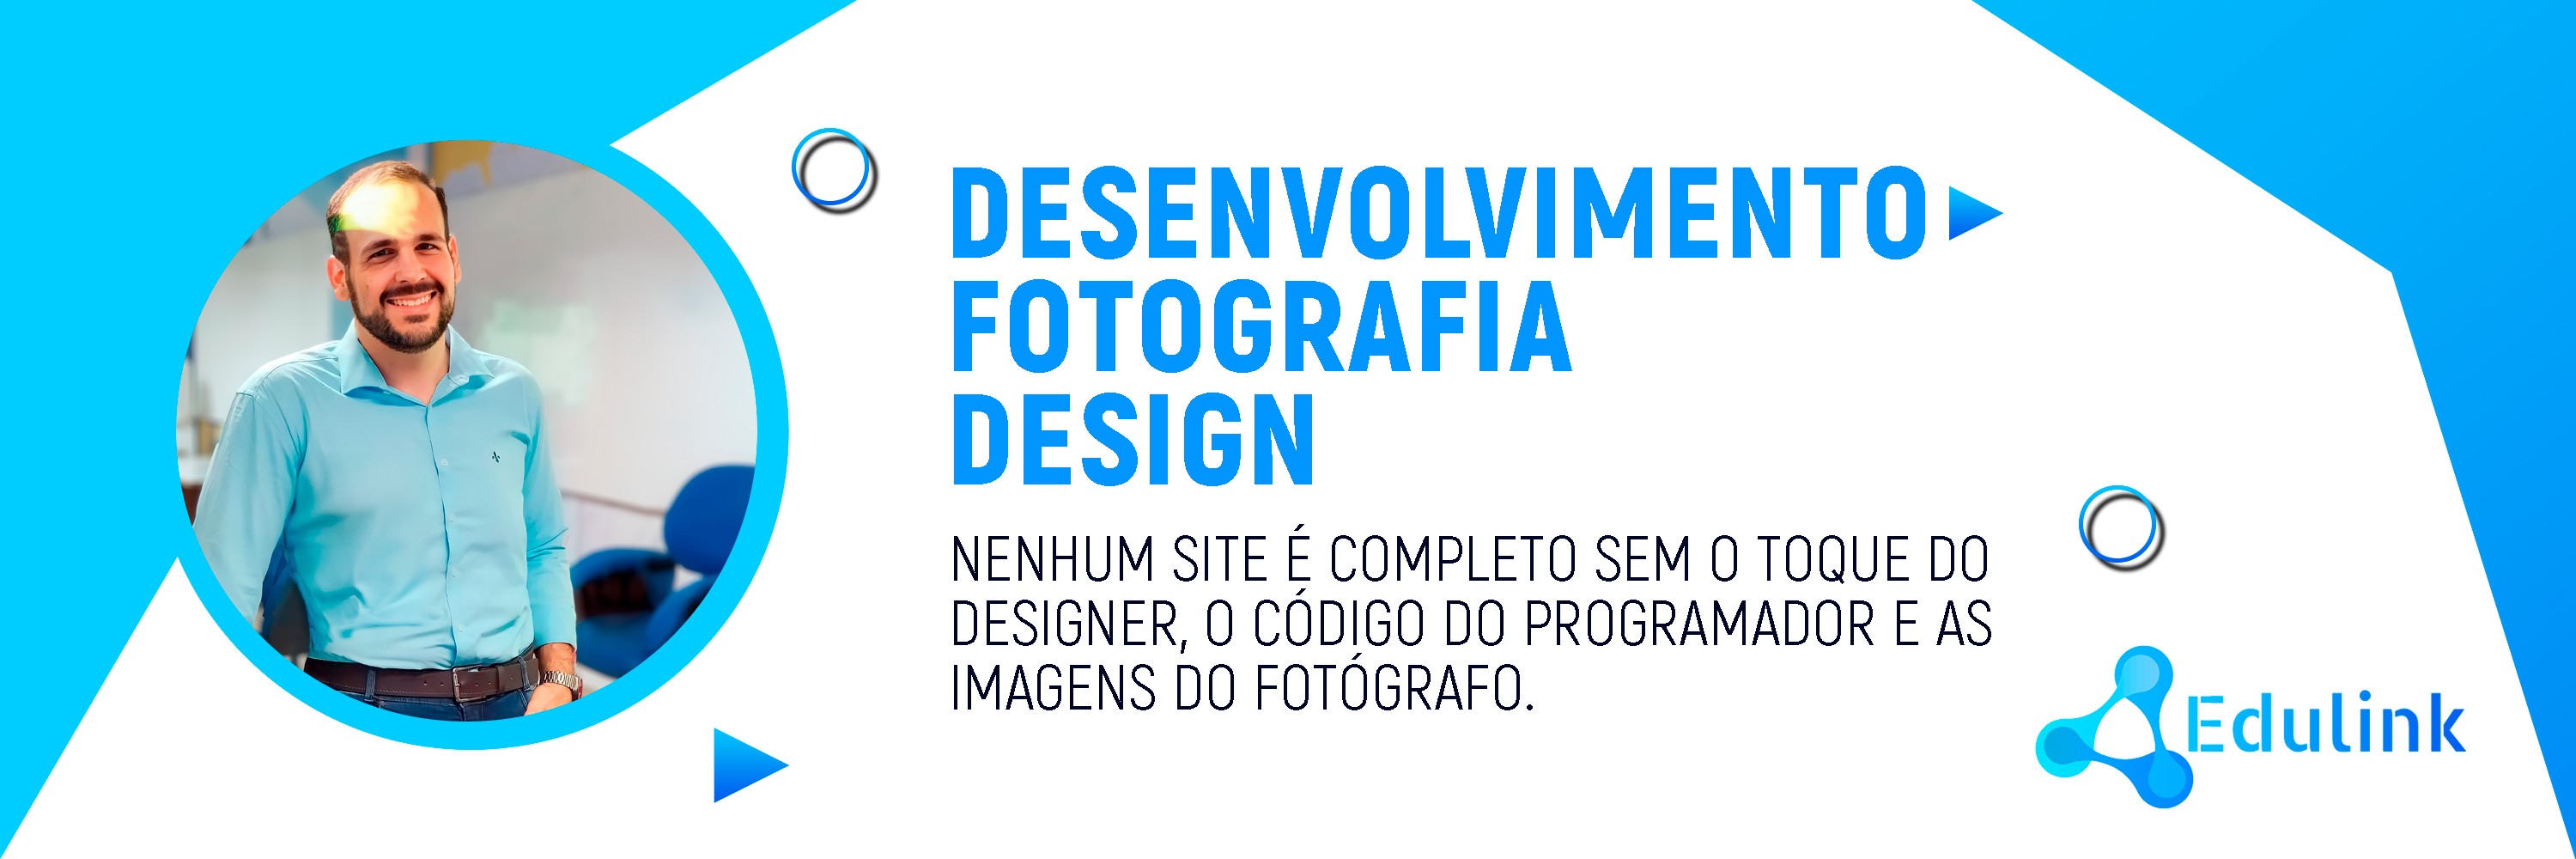 DESENVOLVIMENTO
FOTOGRAFIA
DESIGN
NENHUM SITE É COMPLETO SEM O TOQUE DO
DESIGNER, O CÓDIGO DO PROGRAMADOR E AS
IMAGENS DO FOTÓGRAFO.
Edulink